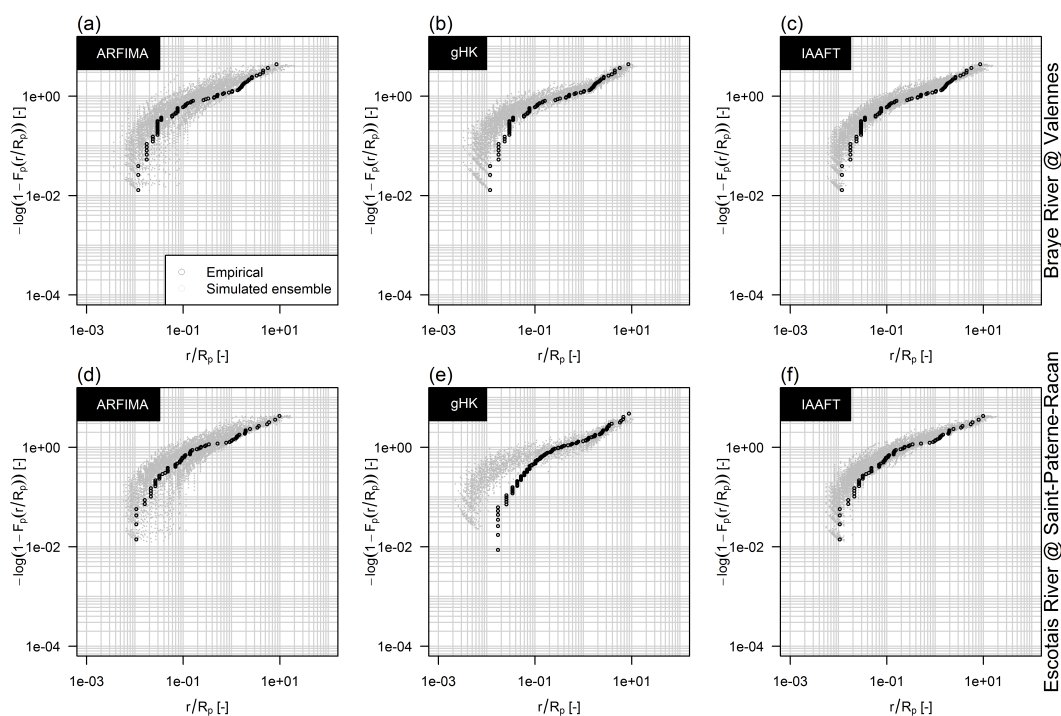 (a)
ARFIMA
−log(1 − Fp(r/Rp)) [-]
1e+00
1e-02
1e-04
Empirical
Simulated ensemble
1e-03 1e-01 1e+01
r/Rp [-]
(b)
gHK
−log(1 − Fp(r/Rp)) [-]
1e+00
1e-02
1e-04
1e-03 1e-01 1e+01
r/Rp [-]
(c)
IAAFT
−log(1 − Fp(r/Rp)) [-]
1e+00
1e-02
1e-04
1e-03 1e-01 1e+01
r/Rp [-]
Braye River @ Valennes
(d)
ARFIMA
−log(1 − Fp(r/Rp)) [-]
1e+00
1e-02
1e-04
1e-03 1e-01 1e+01
r/Rp [-]
(e)
gHK
−log(1 − Fp(r/Rp)) [-]
1e+00
1e-02
1e-04
1e-03 1e-01 1e+01
r/Rp [-]
(f)
IAAFT
−log(1 − Fp(r/Rp)) [-]
1e+00
1e-02
1e-04
1e-03 1e-01 1e+01
r/Rp [-]
Escotais River @ Saint-Paterne-Racan